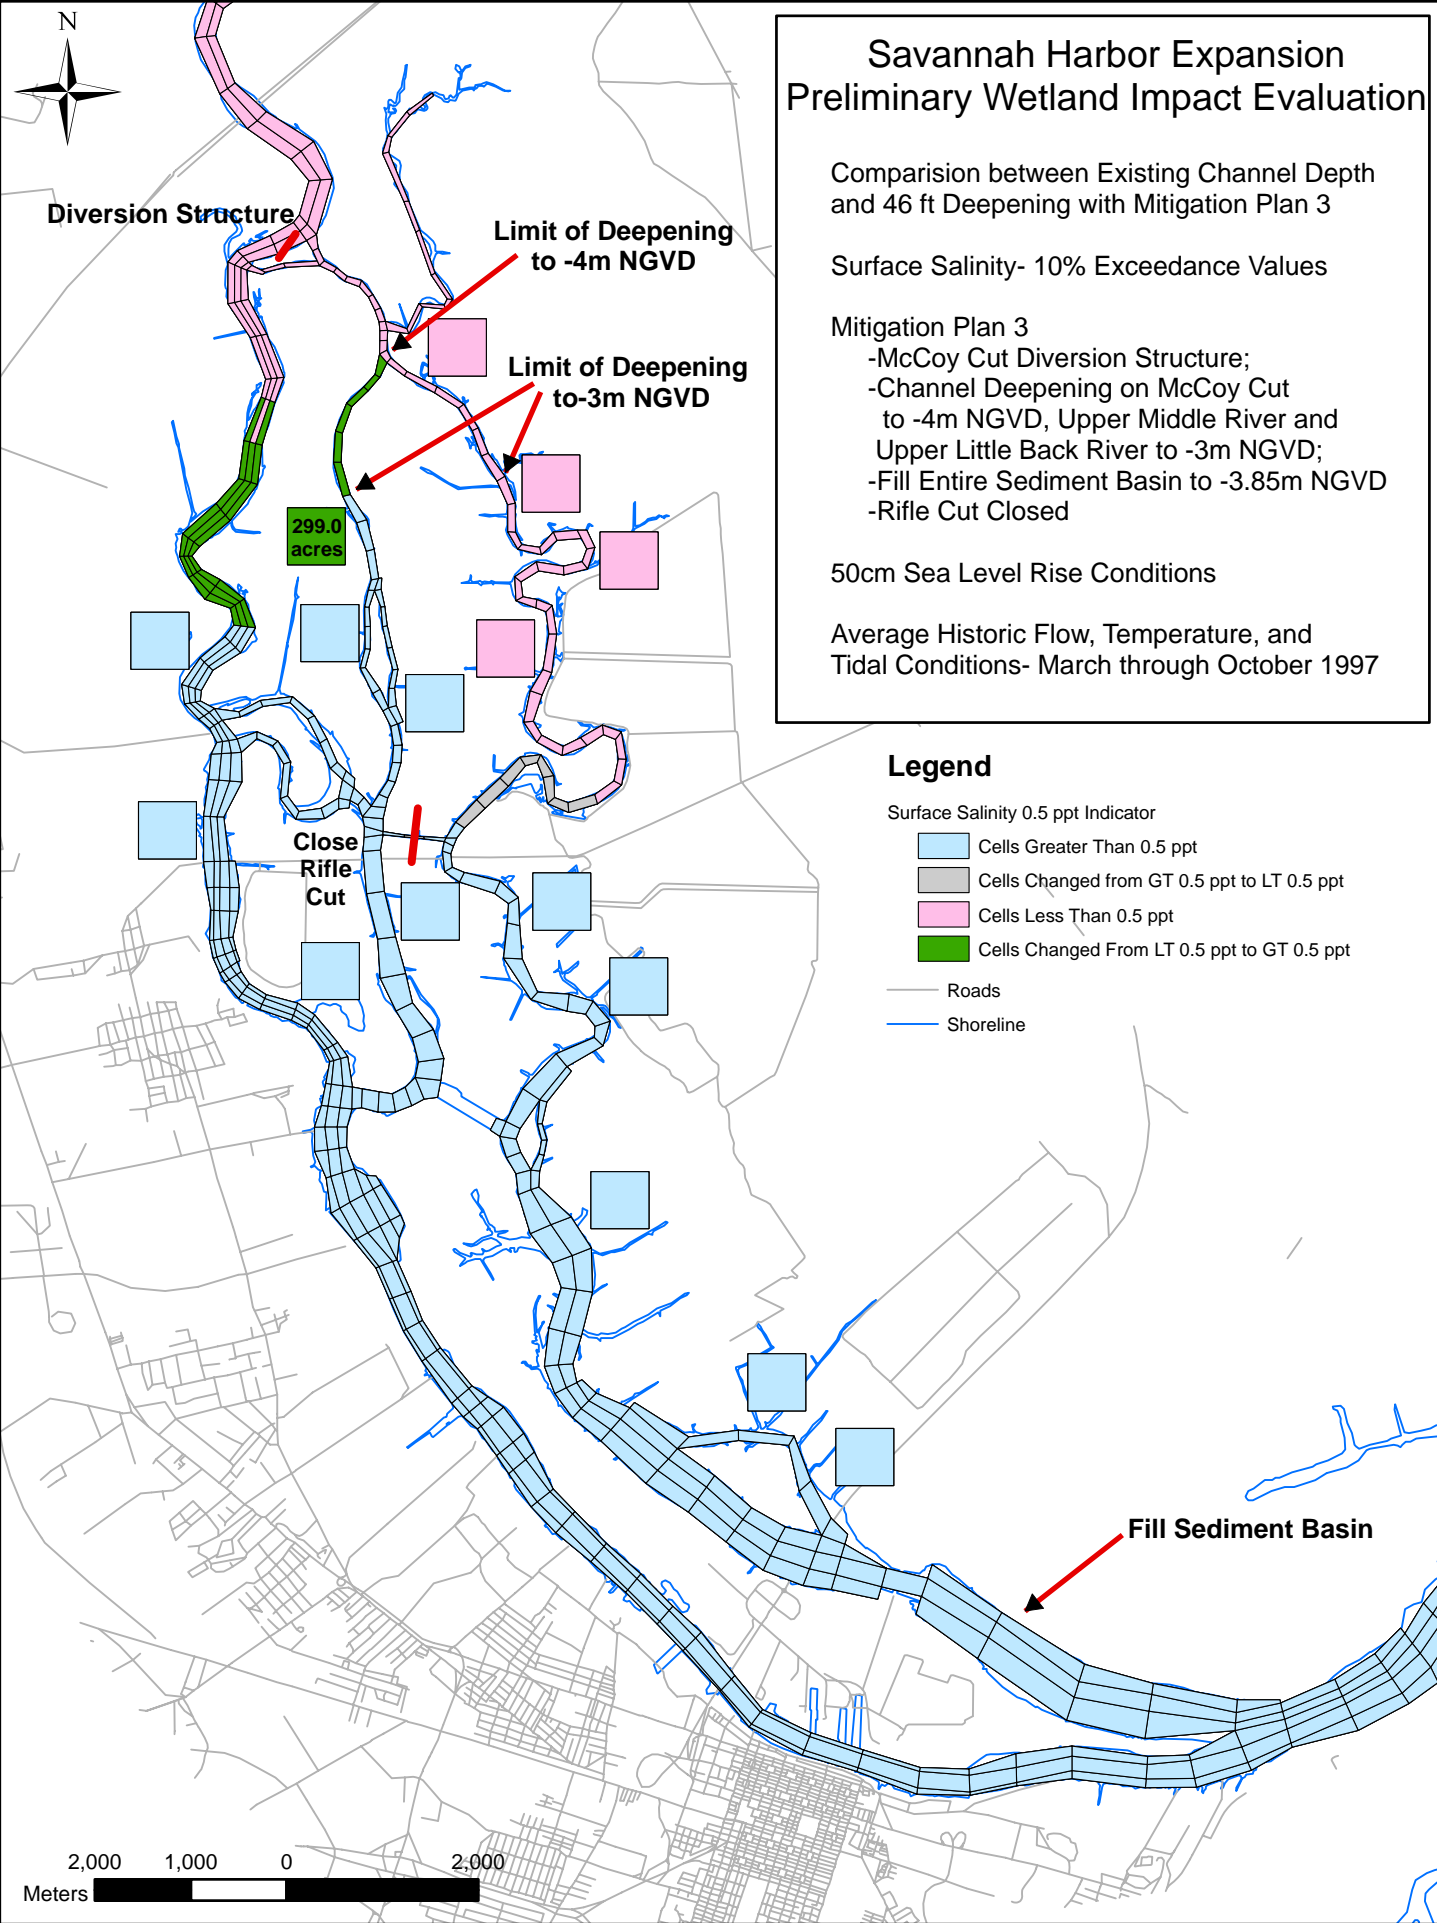 N
Savannah Harbor Expansion
Preliminary Wetland Impact Evaluation
Comparision between Existing Channel Depth
and 46 ft Deepening with Mitigation Plan 3
Surface Salinity- 10% Exceedance Values
Mitigation Plan 3
-McCoy Cut Diversion Structure;
-Channel Deepening on McCoy Cut
to -4m NGVD, Upper Middle River and
Upper Little Back River to -3m NGVD;
-Fill Entire Sediment Basin to -3.85m NGVD
-Rifle Cut Closed
50cm Sea Level Rise Conditions
Average Historic Flow, Temperature, and
Tidal Conditions- March through October 1997
Diversion Structure
Limit of Deepening
to -4m NGVD
Limit of Deepening
to-3m NGVD
299.0
acres
Close
Rifle
Cut
Legend
Surface Salinity 0.5 ppt Indicator
Cells Greater Than 0.5 ppt
Cells Changed from GT 0.5 ppt to LT 0.5 ppt
Cells Less Than 0.5 ppt
Cells Changed From LT 0.5 ppt to GT 0.5 ppt
Roads
Shoreline
Fill Sediment Basin
2,000 1,000 0 2,000
Meters